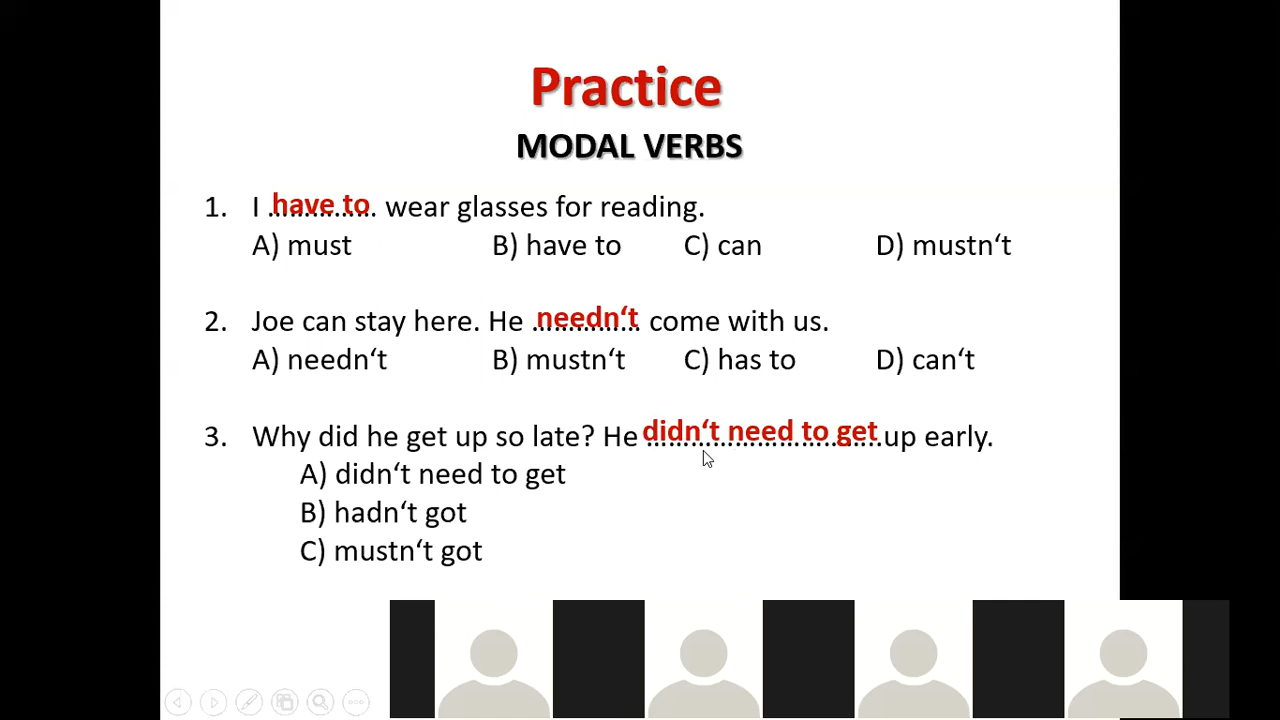 Practice
MODAL VERBS
1. I .have to. wear glasses for reading.
A) must B) have to C) can D) mustn‘t
2. Joe can stay here. He needn‘t come with us.
A) needn‘t B) mustn‘t C) has to D) can‘t
3. Why did he get up so late? He didn‘t need to get up early.
A) didn‘t need to get
B) hadn‘t got
C) mustn‘t got